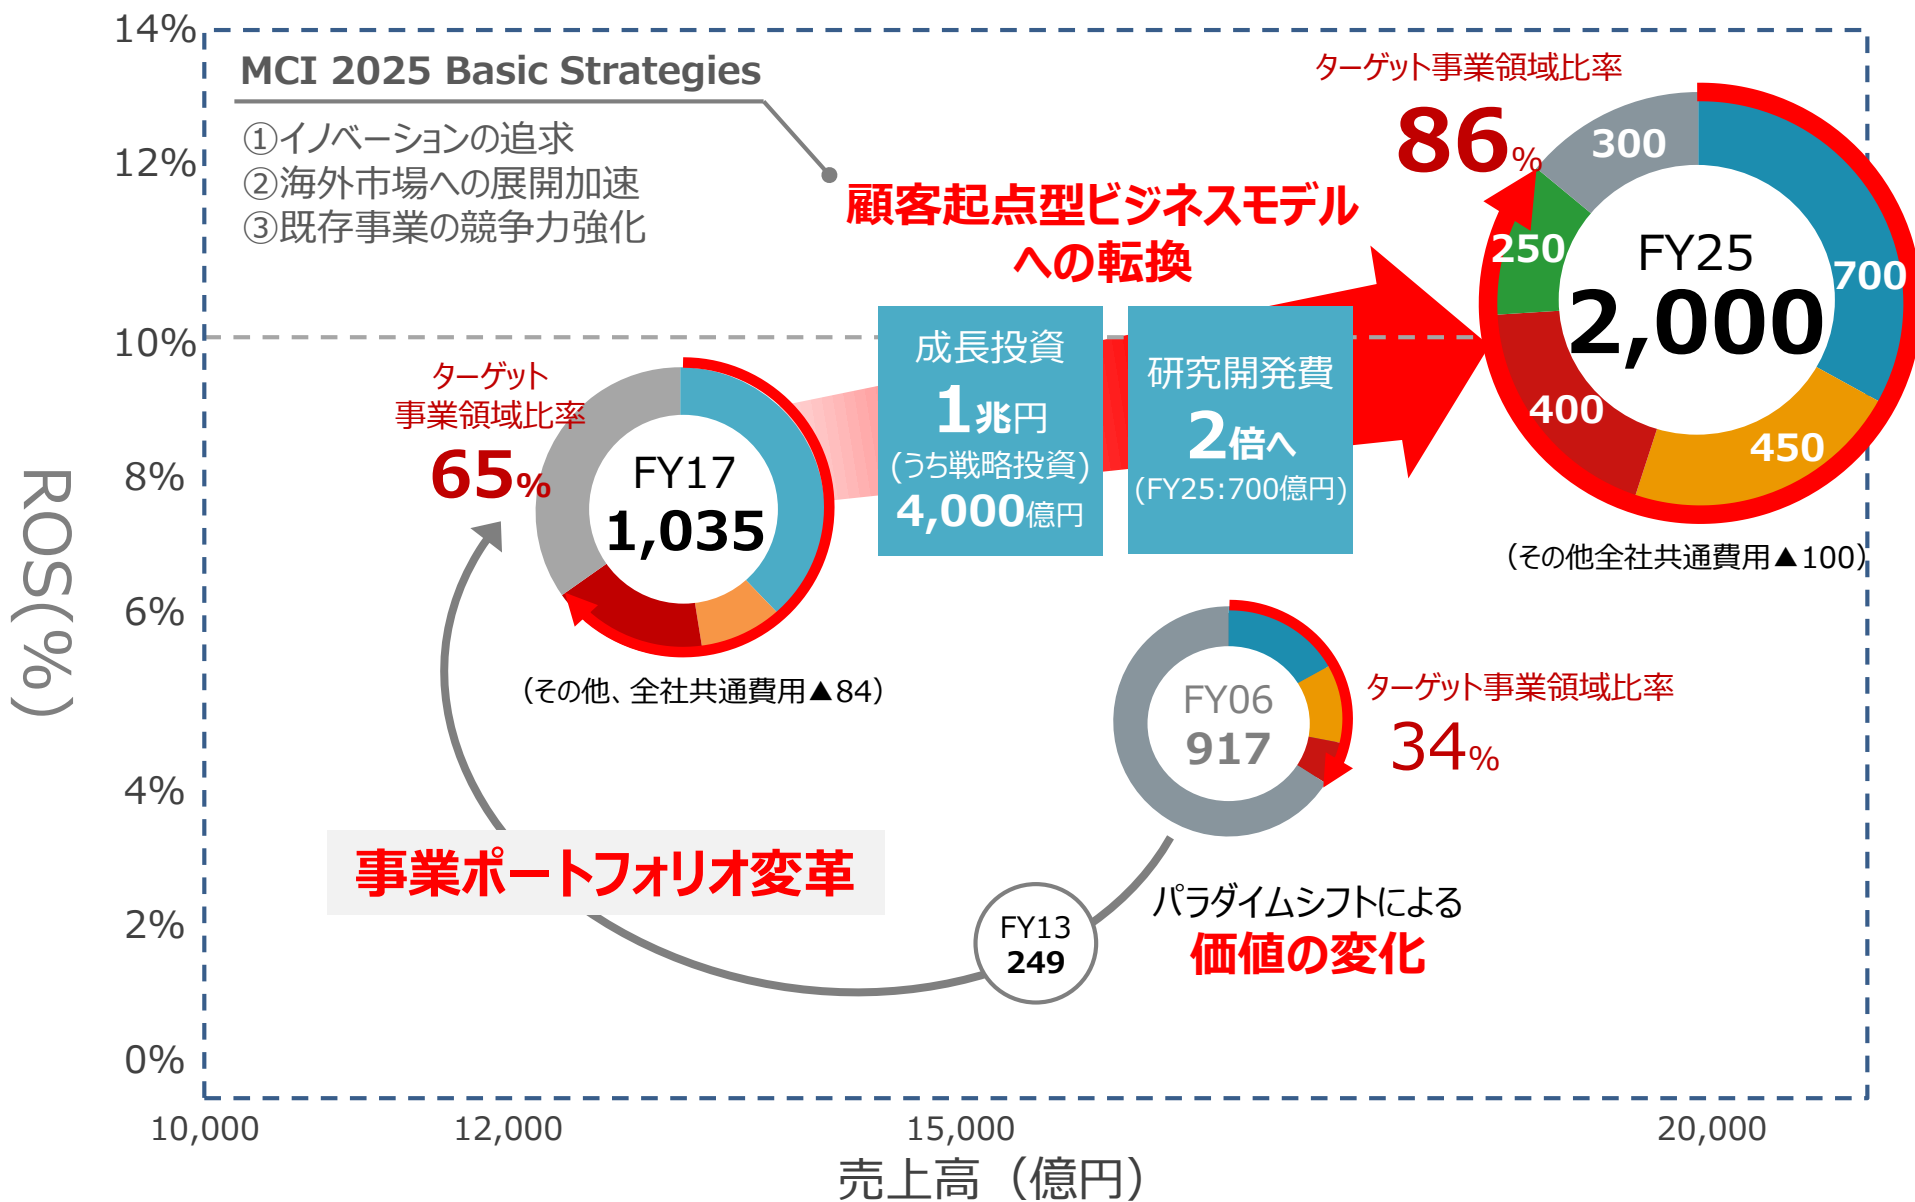 14%
12%
10%
8%
6%
4%
2%
0%
ROS(%)
10,000
12,000
15,000
20,000
売上高（億円）
MCI 2025 Basic Strategies
①イノベーションの追求
②海外市場への展開加速
③既存事業の競争力強化
顧客起点型ビジネスモデル
への転換
成長投資
1兆円
(うち戦略投資)
4,000億円
研究開発費
2倍へ
(FY25:700億円)
ターゲット事業領域比率
86%
300
250
700
400
450
FY25
2,000
（その他全社共通費用▲100）
ターゲット
事業領域比率
65%
FY17
1,035
（その他、全社共通費用▲84）
FY06
917
ターゲット事業領域比率
34%
事業ポートフォリオ変革
FY13
249
パラダイムシフトによる
価値の変化